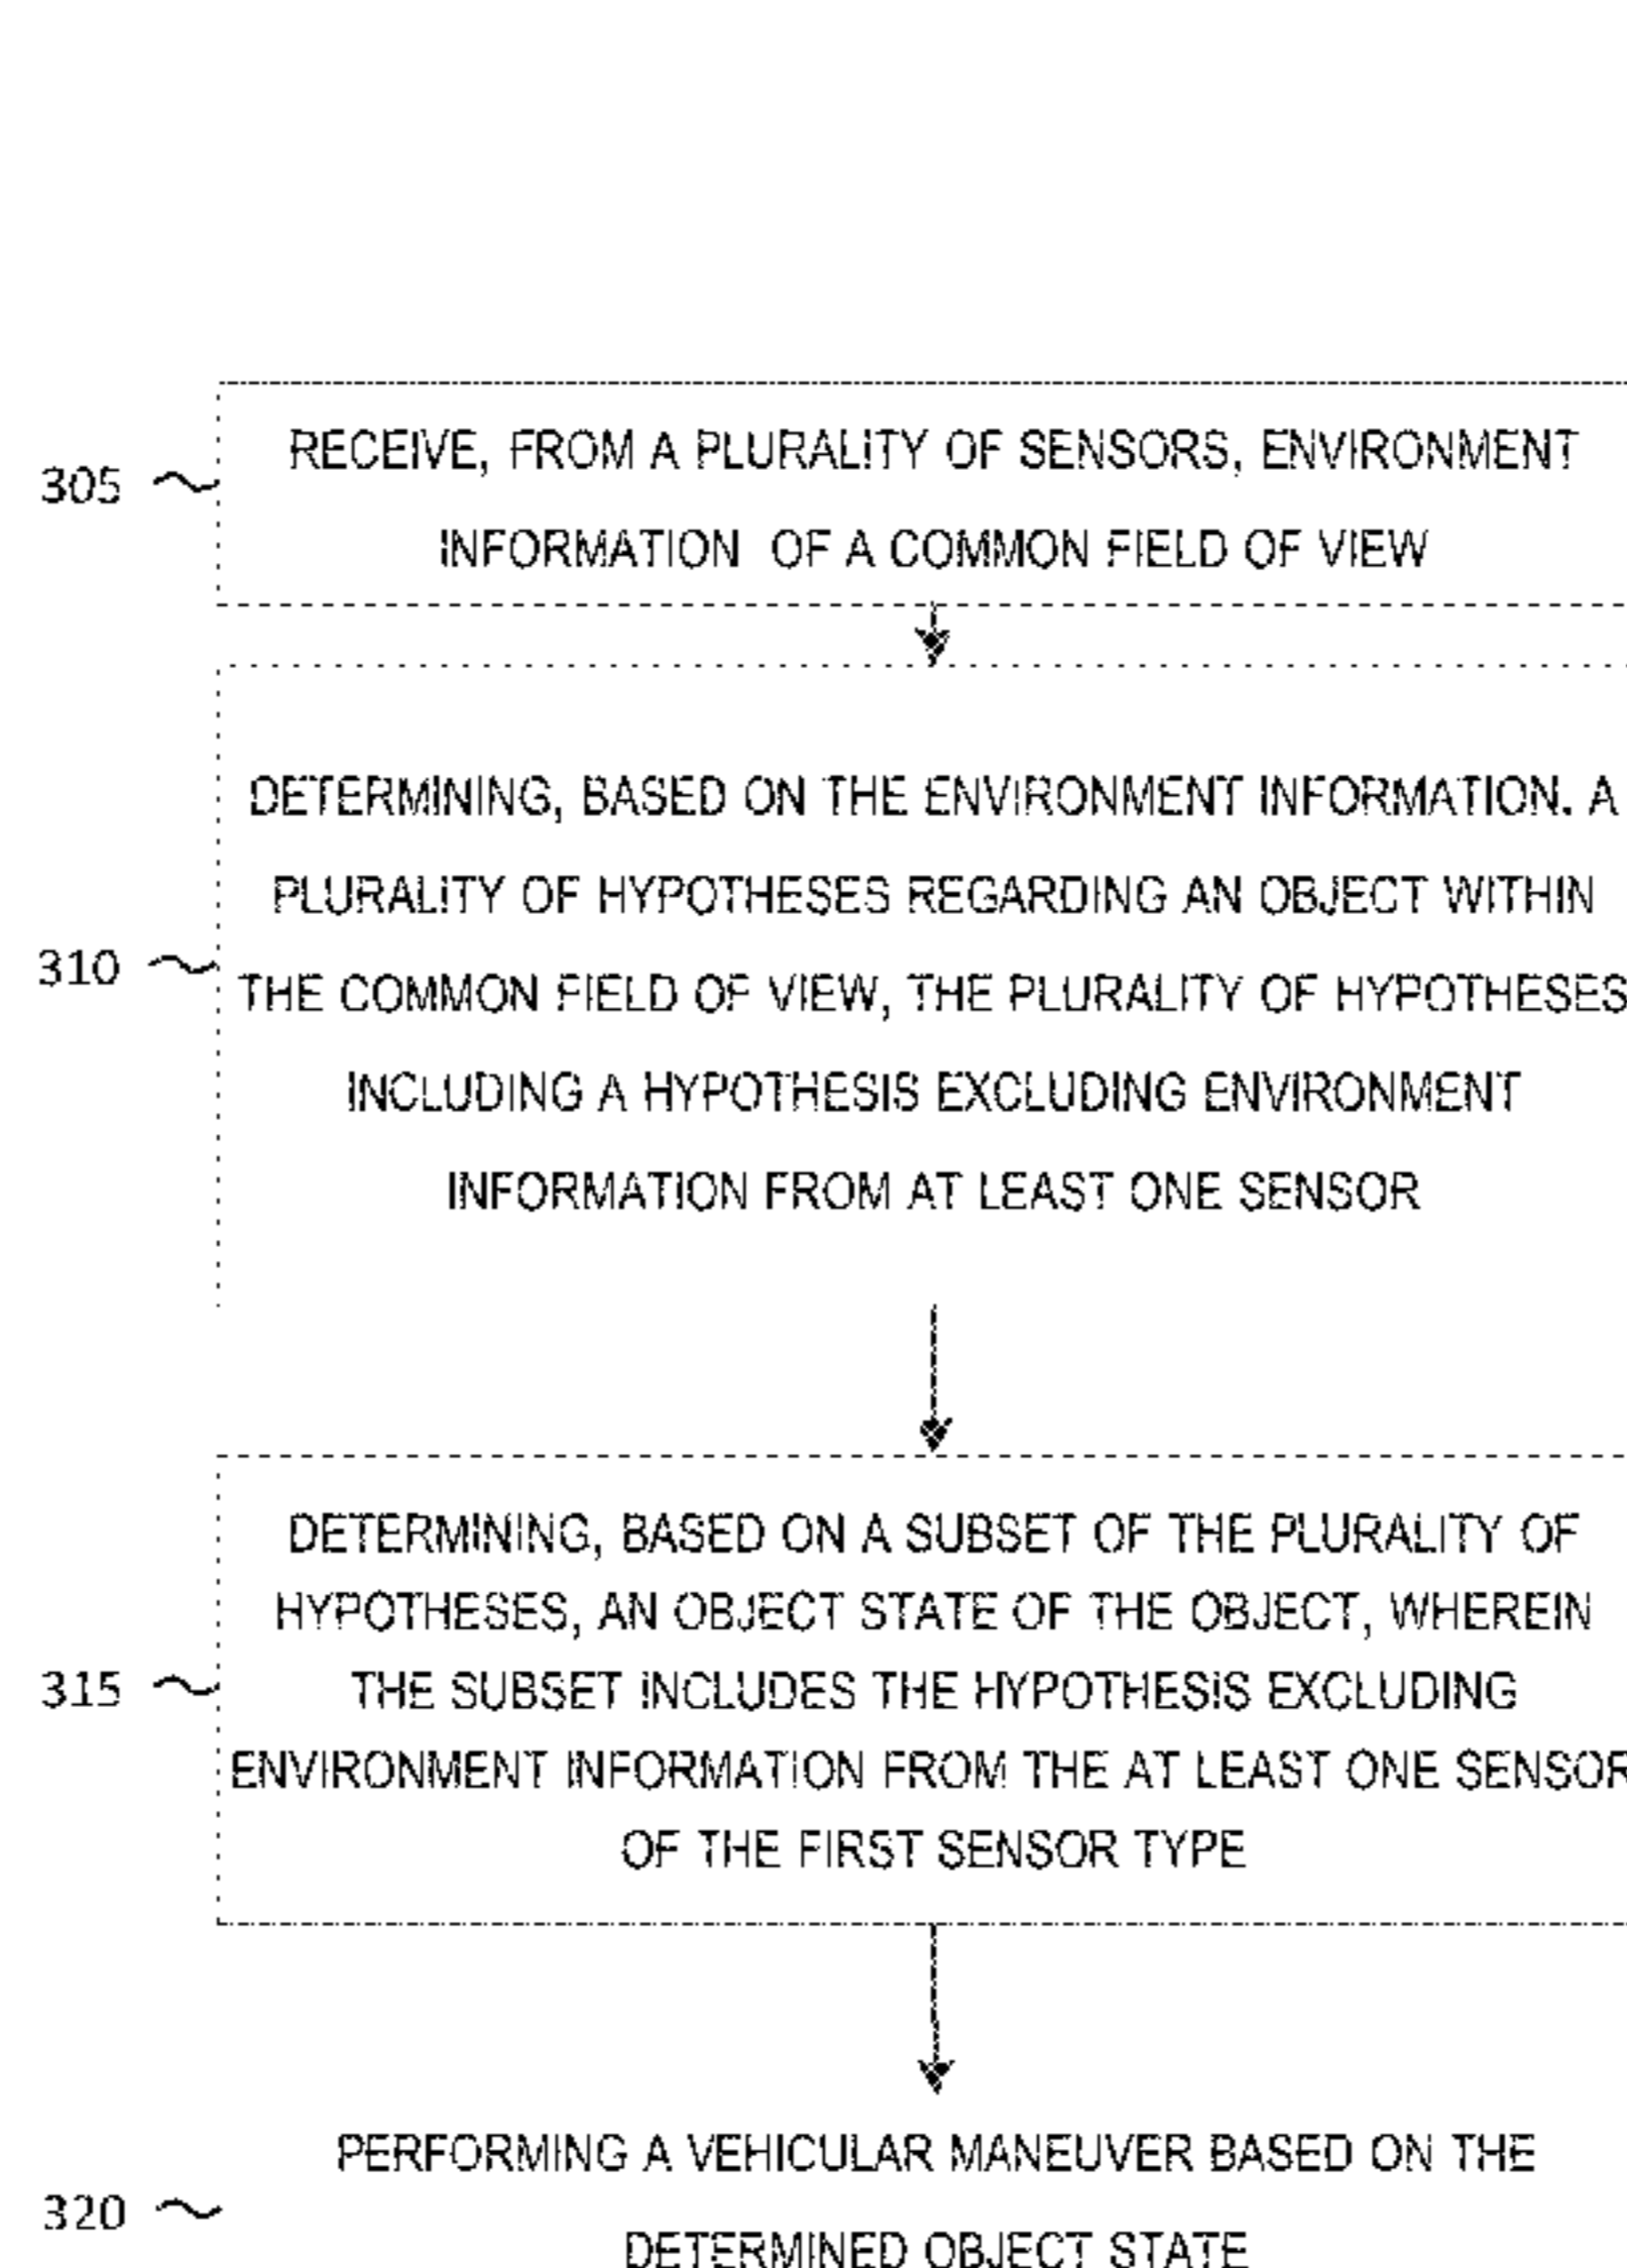 RECEIVE, FROM A PLURALITY OF SENSORS, ENVIRONMENT
305
INFORMATION OF A COMMON FIELD OF VIEW
DETERMINING, BASED ON THE ENVIRONMENT INFORMATION. A
PLURALITY OF HYPOTHESES REGARDING AN OBJECT WITHIN
310
THE COMMON FIELD OF VIEW, THE PLURALITY OF HYPOTHESES
INCLUDING A HYPOTHESIS EXCLUDING ENVIRONMENT
INFORMATION FROM AT LEAST ONE SENSOR
DETERMINING, BASED ON A SUBSET OF THE PLURALITY OF
HYPOTHESES, AN OBJECT STATE OF THE OBJECT, WHEREIN
315
THE SUBSET INCLUDES THE HYPOTHESIS EXCLUDING
ENVIRONMENT INFORMATION FROM THE AT LEAST ONE SENSOR
OF THE FIRST SENSOR TYPE
PERFORMING A VEHICULAR MANEUVER BASED ON THE
320
DETERMINED OBJECT STATE